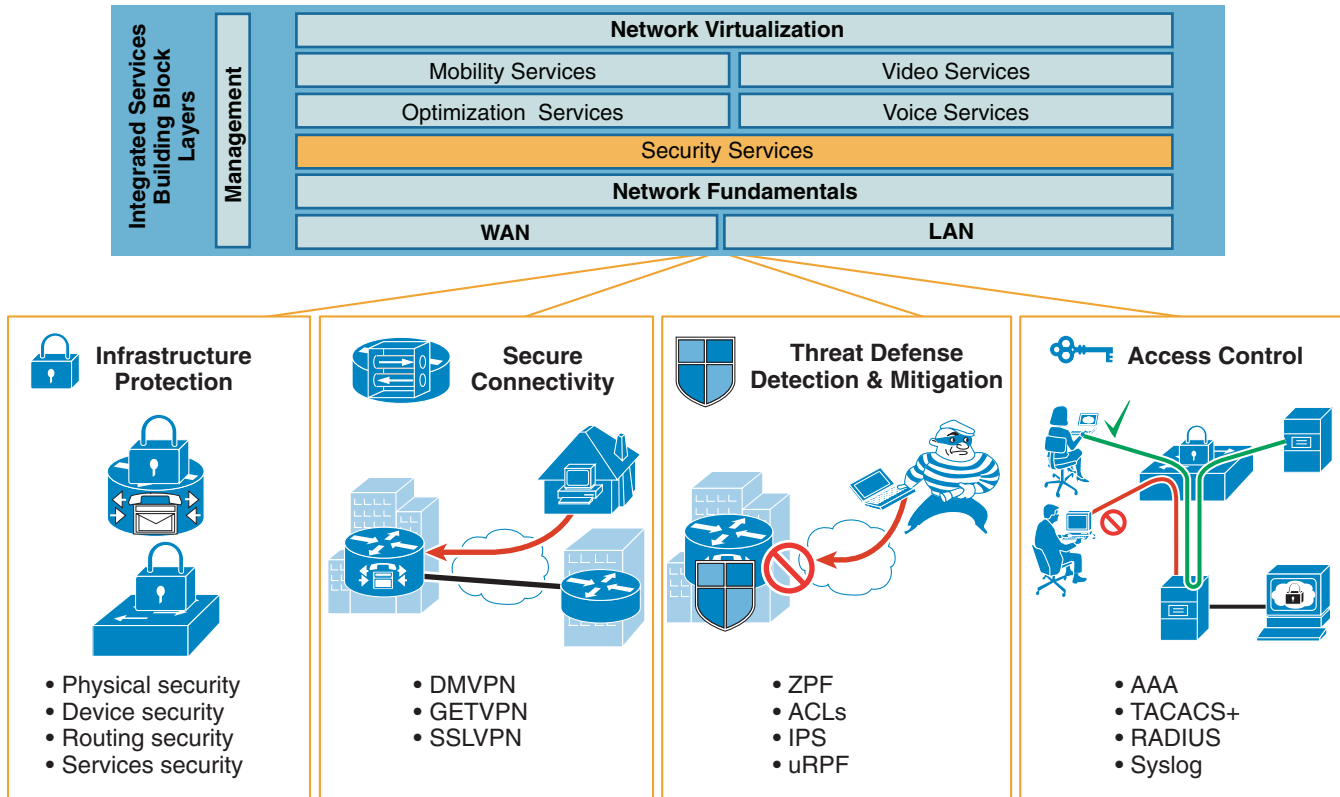 Integrated Services
Building Block
Layers
Management
Network Virtualization
Mobility Services
Video Services
Optimization Services
Voice Services
Security Services
Network Fundamentals
WAN
LAN
Infrastructure
Protection
• Physical security
• Device security
• Routing security
• Services security
Secure
Connectivity
• DMVPN
• GETVPN
• SSLVPN
Threat Defense
Detection & Mitigation
• ZPF
• ACLs
• IPS
• uRPF
Access Control
• AAA
• TACACS+
• RADIUS
• Syslog